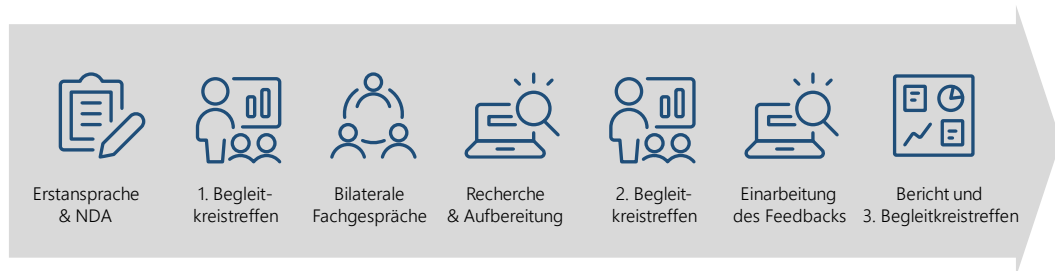 Erstansprache
& NDA
1. Begleit-
kreistreffen
Bilaterale
Fachgespräche
Recherche
& Aufbereitung
2. Begleit-
kreistreffen
Einarbeitung
des Feedbacks
Bericht und
3. Begleitkreistreffen